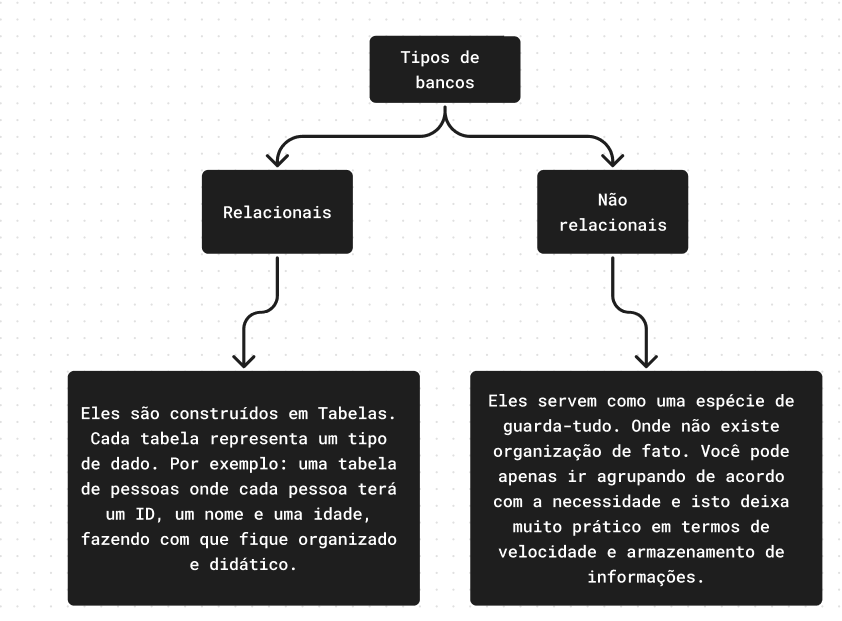 Tipos de
bancos
Relacionais
Não
relacionais
Eles são construídos em Tabelas.
Cada tabela representa um tipo
de dado. Por exemplo: uma tabela
de pessoas onde cada pessoa terá
um ID, um nome e uma idade,
fazendo com que fique organizado
e didático.
Eles servem como uma espécie de
guarda-tudo. Onde não existe
organização de fato. Você pode
apenas ir agrupando de acordo
com a necessidade e isto deixa
muito prático em termos de
velocidade e armazenamento de
informações.